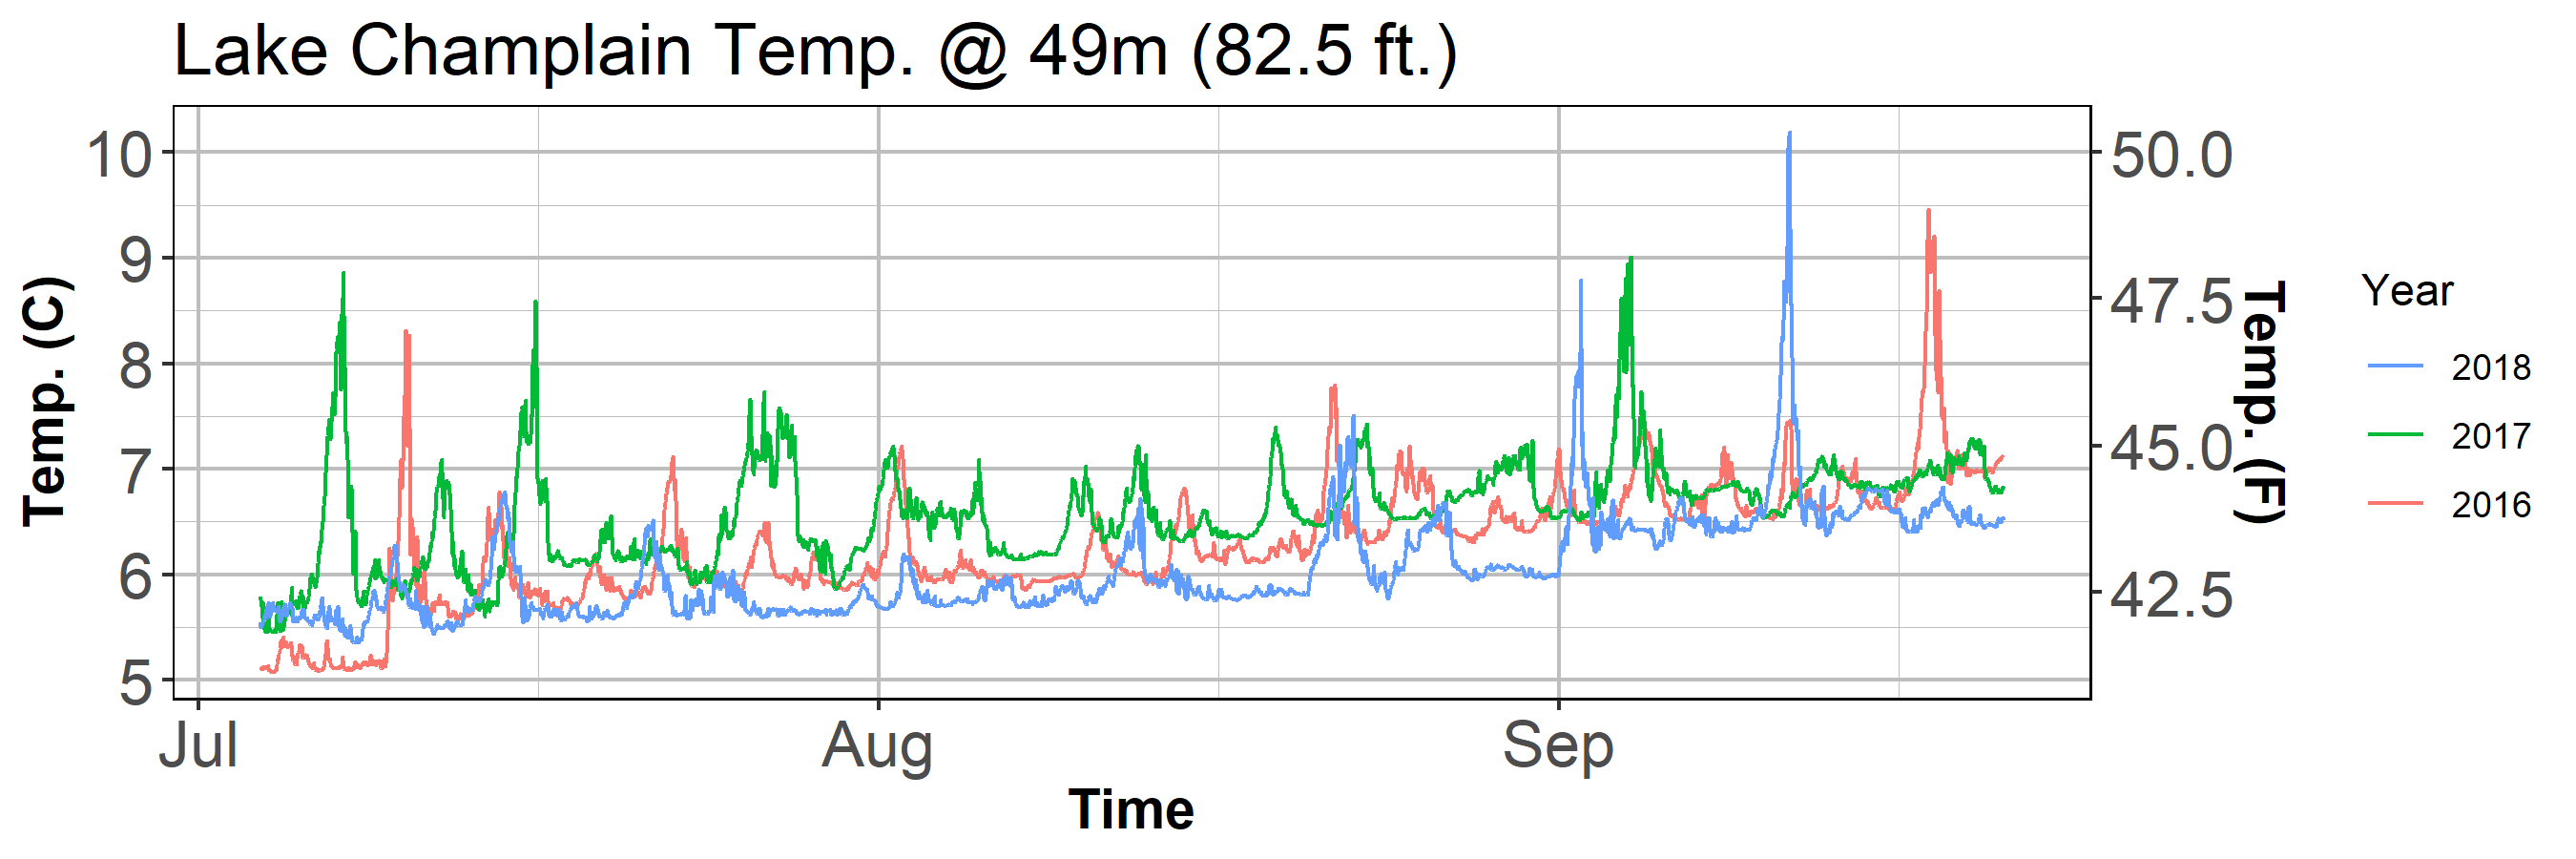 Lake Champlain Temp. @ 49m (82.5 ft.)
Temp. (C)
10
9
8
7
6
5
50.0
47.5
45.0
42.5
Temp. (F)
Jul
Aug
Sep
Time
Year
2018
2017
2016